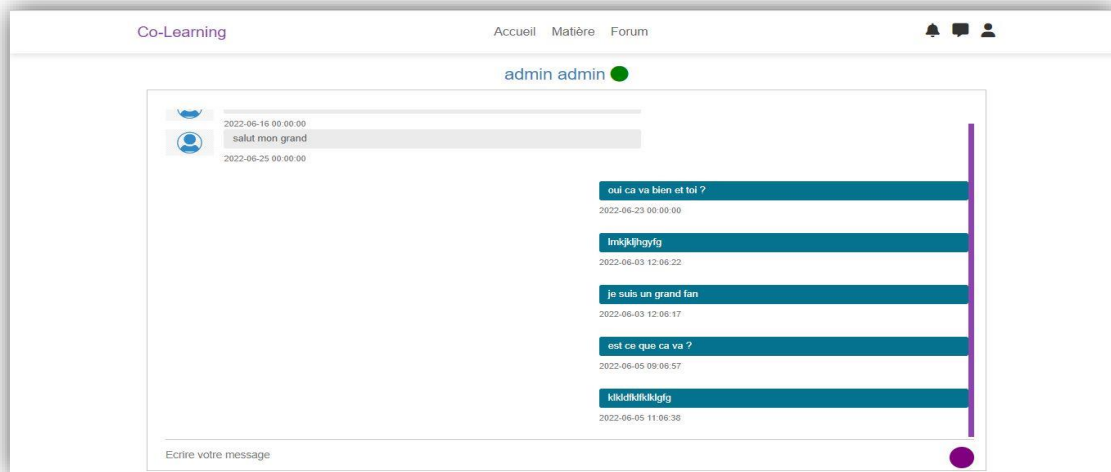 Co-Learning Accueil Matière Forum
admin admin
2022-06-16 00:00:00
salut mon grand
2022-06-25 00:00:00
oui ca va bien et toi ?
2022-06-23 00:00:00
lmkjkljhgyfg
2022-06-03 12:06:22
je suis un grand fan
2022-06-03 12:06:17
est ce que ca va ?
2022-06-05 09:06:57
klkldfklfklklgfg
2022-06-05 11:06:38
Ecrire votre message